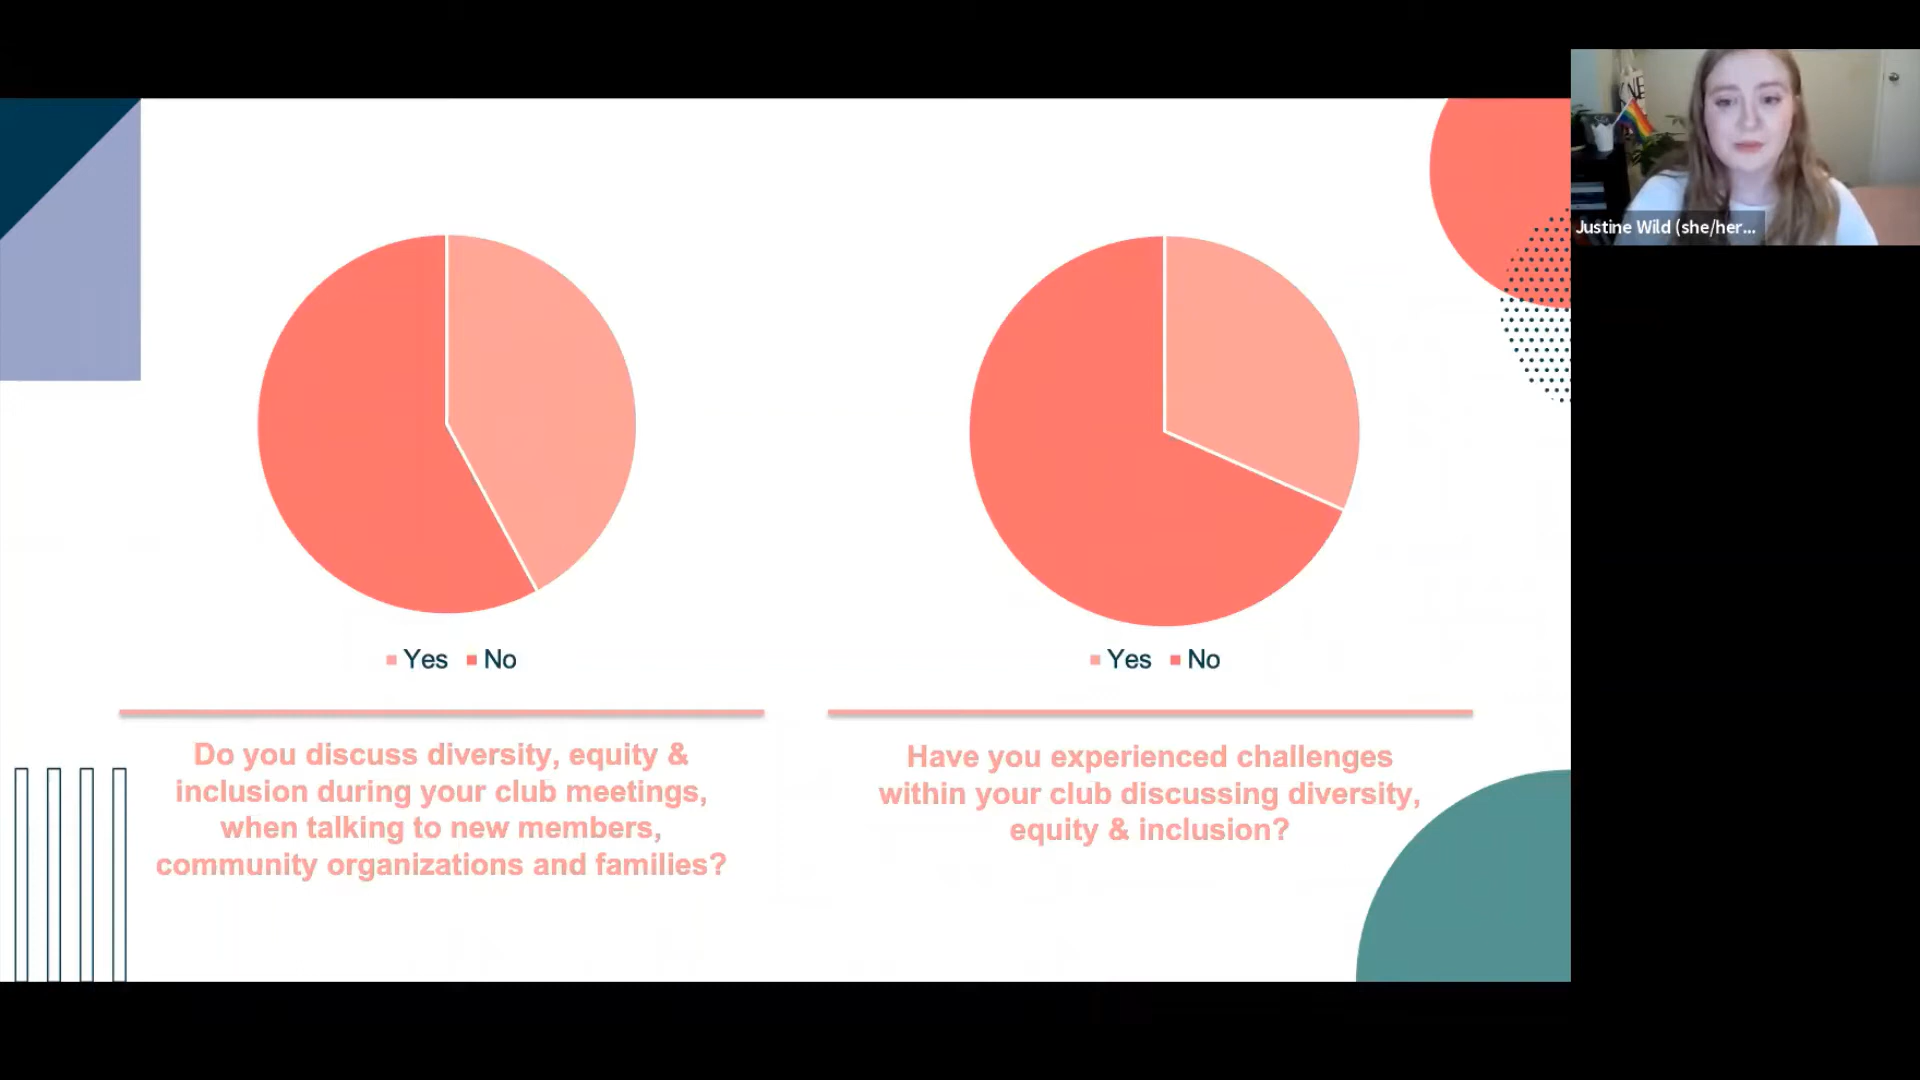 Justine Wild (she/her...
Yes No
Yes No
Do you discuss diversity, equity &
inclusion during your club meetings,
when talking to new members,
community organizations and families?
Have you experienced challenges
within your club discussing diversity,
equity & inclusion?